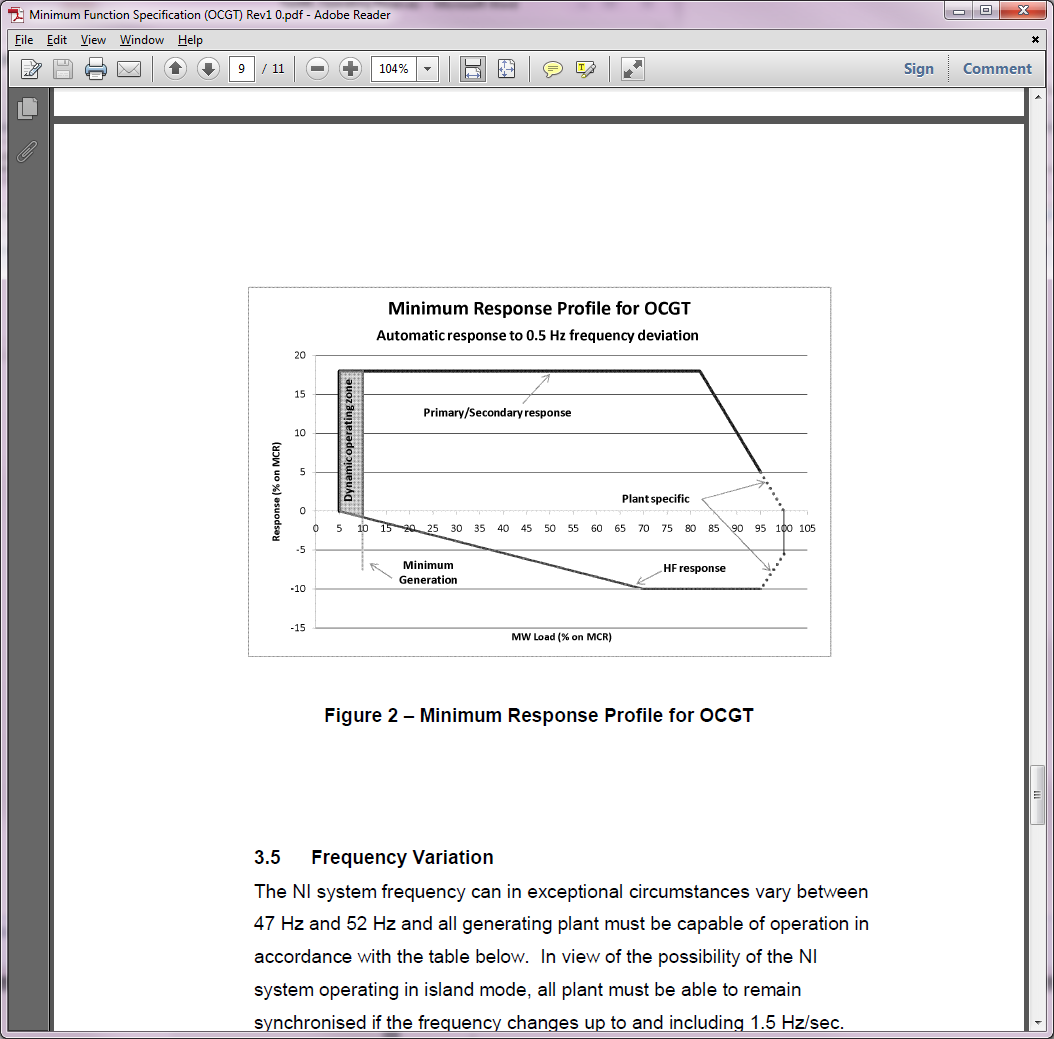 Minimum Function Specification (OCGT) Rev1 0.pdf - Adobe Reader
File Edit View Window Help
9 / 11 104% Sign Comment
Minimum Response Profile for OCGT
Automatic response to 0.5 Hz frequency deviation
20
15
10
5
0
-5
-10
-15
Response (% on MCR)
Dynamic operating zone
Primary/Secondary response
Plant specific
0 5 10 15 20 25 30 35 40 45 50 55 60 65 70 75 80 85 90 95 100 105
Minimum
Generation
HF response
MW Load (% on MCR)
Figure 2 – Minimum Response Profile for OCGT
3.5 Frequency Variation
The NI system frequency can in exceptional circumstances vary between
47 Hz and 52 Hz and all generating plant must be capable of operation in
accordance with the table below. In view of the possibility of the NI
system operating in island mode, all plant must be able to remain
synchronised if the frequency changes up to and including 1.5 Hz/sec.